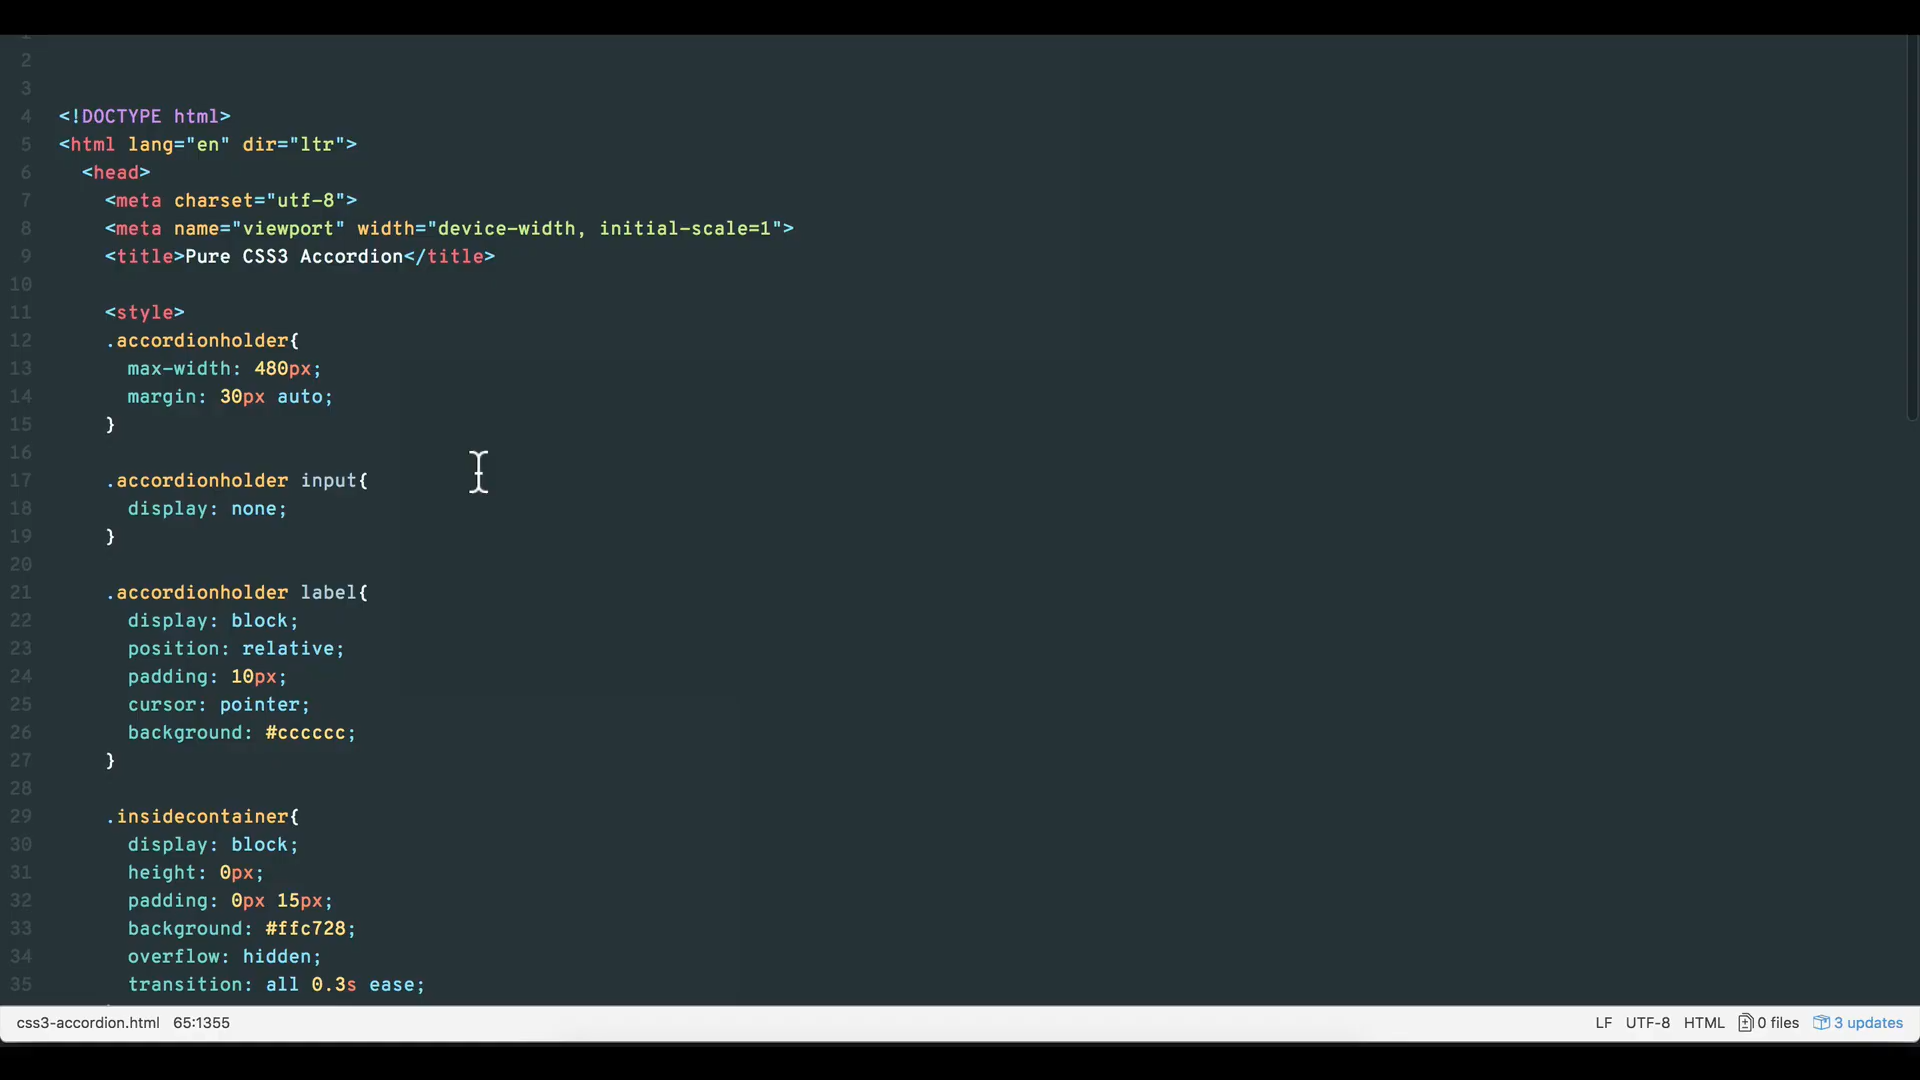 1
2
3
4 <!DOCTYPE html>
5 <html lang="en" dir="ltr">
6 <head>
7 <meta charset="utf-8">
8 <meta name="viewport" width="device-width, initial-scale=1">
9 <title>Pure CSS3 Accordion</title>
10
11 <style>
12 .accordionholder{
13 max-width: 480px;
14 margin: 30px auto;
15 }
16
17 .accordionholder input{
18 display: none;
19 }
20
21 .accordionholder label{
22 display: block;
23 position: relative;
24 padding: 10px;
25 cursor: pointer;
26 background: #cccccc;
27 }
28
29 .insidecontainer{
30 display: block;
31 height: 0px;
32 padding: 0px 15px;
33 background: #ffc728;
34 overflow: hidden;
35 transition: all 0.3s ease;
css3-accordion.html 65:1355 LF UTF-8 HTML 0 files 3 updates